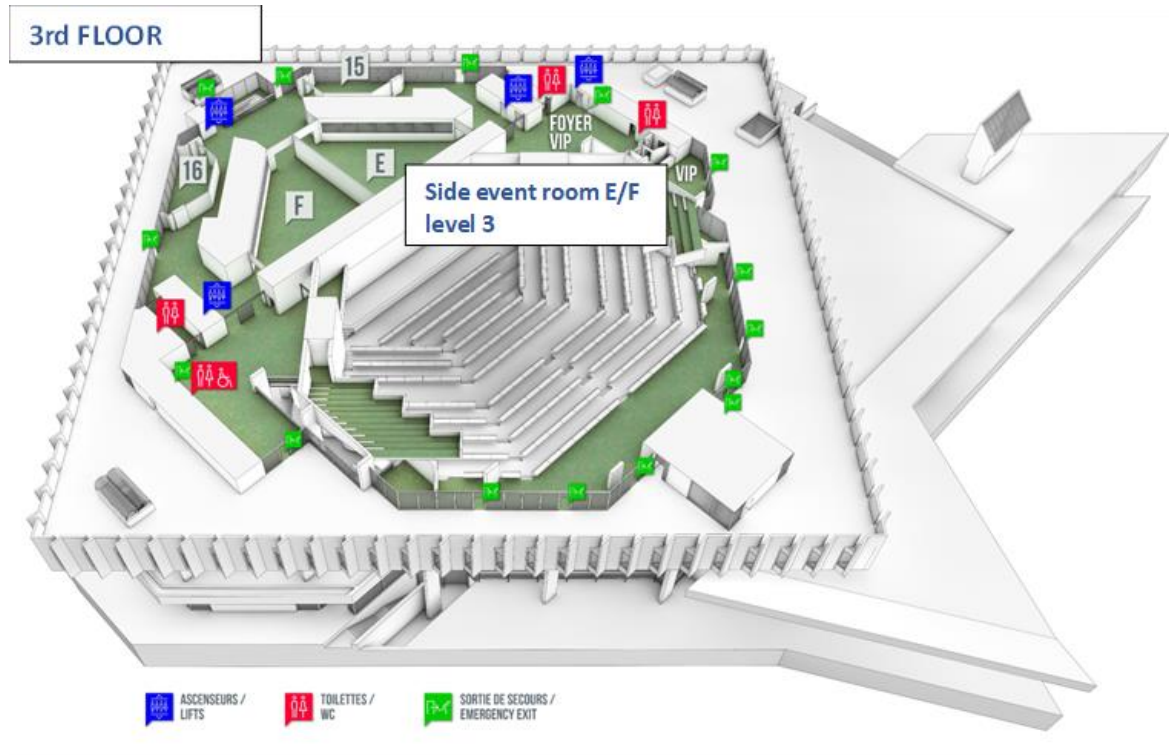 3rd FLOOR
15
FOYER
VIP
16
E
VIP
Side event room E/F
level 3
F
ASCENSEURS /
LIFTS
TOILETTES /
WC
SORTIE DE SECOURS /
EMERGENCY EXIT